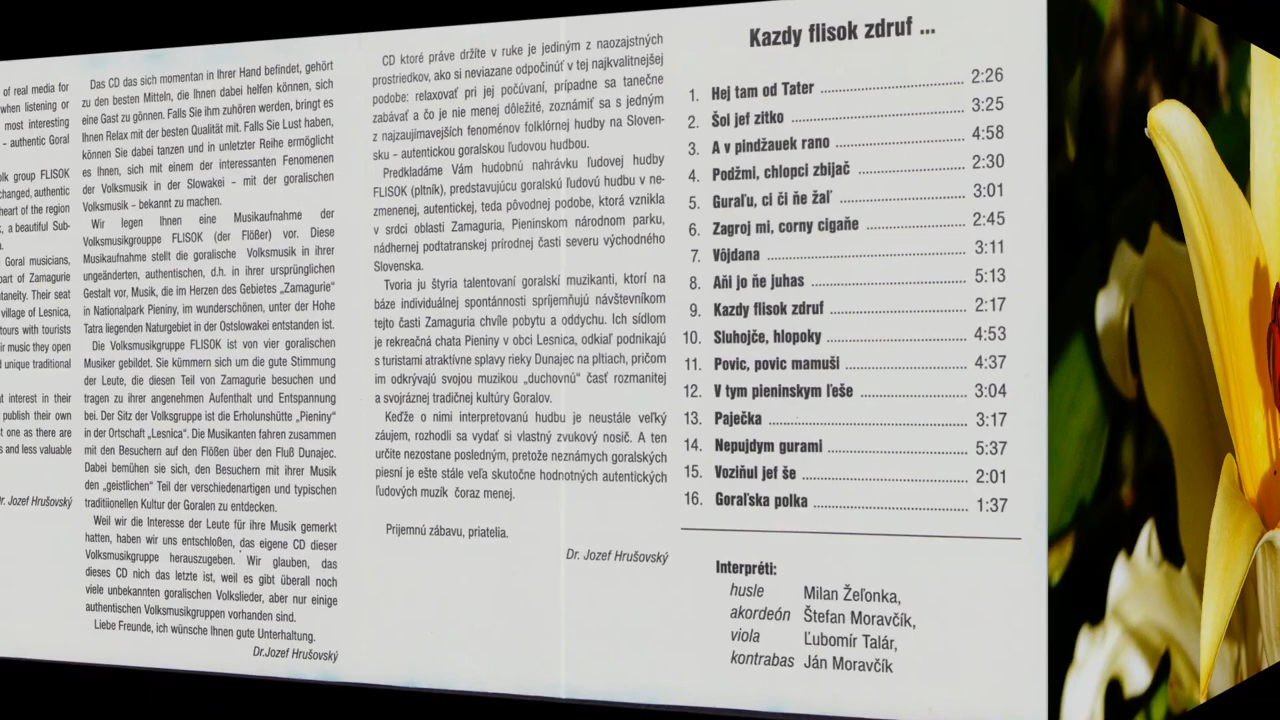 of real media for
when listening or
most interesting
– authentic Goral
folk group FLISOK
changed, authentic
heart of the region
, a beautiful Sub-
Goral musicians,
part of Zamagurie
Their seat
village of Lesnica,
tours with tourists
music they open
unique traditional
interest in their
publish their own
one as there are
and less valuable
Dr. Jozef Hrušovský
Das CD das sich momentan in Ihrer Hand befindet, gehört
zu den besten Mitteln, die Ihnen dabei helfen können, sich
eine Gast zu gönnen. Falls Sie ihm zuhören werden, bringt es
Ihnen Relax mit der besten Qualität mit. Falls Sie Lust haben,
können Sie dabei tanzen und in unletzter Reihe ermöglicht
es Ihnen, sich mit einem der interessanten Fenomenen
der Volksmusik in der Slowakei – mit der goralischen
Volksmusik – bekannt zu machen.
Wir legen Ihnen eine Musikaufnahme der
Volksmusikgruppe FLISOK (der Flößer) vor. Diese
Musikaufnahme stellt die goralische Volksmusik in ihrer
ungeänderten, authentischen, d.h. in ihrer ursprünglichen
Gestalt vor, Musik, die im Herzen des Gebietes „Zamagurie“
in Nationalpark Pieniny, im wunderschönen, unter der Hohe
Tatra liegenden Naturgebiet in der Ostslowakei entstanden ist.
Die Volksmusikgruppe FLISOK ist von vier goralischen
Musiker gebildet. Sie kümmern sich um die gute Stimmung
der Leute, die diesen Teil von Zamagurie besuchen und
tragen zu ihrer angenehmen Aufenthalt und Entspannung
bei. Der Sitz der Volksgruppe ist die Erholunshütte „Pieniny“
in der Ortschaft „Lesnica“. Die Musikanten fahren zusammen
mit den Besuchern auf den Flößen über den Fluß Dunajec.
Dabei bemühen sie sich, den Besuchern mit ihrer Musik
den „geistlichen“ Teil der verschiedenartigen und typischen
traditiionellen Kultur der Goralen zu entdecken.
Weil wir die Interesse der Leute für ihre Musik gemerkt
hatten, haben wir uns entschloßen, das eigene CD dieser
Volksmusikgruppe herauszugeben. Wir glauben, das
dieses CD nich das letzte ist, weil es gibt überall noch
viele unbekannten goralischen Volkslieder, aber nur einige
authentischen Volksmusikgruppen vorhanden sind.
Liebe Freunde, ich wünsche Ihnen gute Unterhaltung.
Dr.Jozef Hrušovský
CD ktoré práve držíte v ruke je jediným z naozajstných
prostriedkov, ako si neviazane odpočinúť v tej najkvalitnejšej
podobe: relaxovať pri jej počúvaní, prípadne sa tanečne
zabávať a čo je nie menej dôležité, zoznámiť sa s jedným
z najzaujímavejších fenoménov folklórnej hudby na Sloven-
sku – autentickou goralskou ľudovou hudbou.
Predkladáme Vám hudobnú nahrávku ľudovej hudby
FLISOK (pltník), predstavujúcu goralskú ľudovú hudbu v ne-
zmenenej, autentickej, teda pôvodnej podobe, ktorá vznikla
v srdci oblasti Zamaguria, Pieninskom národnom parku,
nádhernej podtatranskej prírodnej časti severu východného
Slovenska.
Tvoria ju štyria talentovaní goralskí muzikanti, ktorí na
báze individuálnej spontánnosti spríjemňujú návštevníkom
tejto časti Zamaguria chvíle pobytu a oddychu. Ich sídlom
je rekreačná chata Pieniny v obci Lesnica, odkiaľ podnikajú
s turistami atraktívne splavy rieky Dunajec na pltiach, pričom
im odkrývajú svojou muzikou „duchovnú“ časť rozmanitej
a svojráznej tradičnej kultúry Goralov.
Keďže o nimi interpretovanú hudbu je neustále veľký
záujem, rozhodli sa vydať si vlastný zvukový nosič. A ten
určite nezostane posledným, pretože neznámych goralských
piesní je ešte stále veľa skutočne hodnotných autentických
ľudových muzík čoraz menej.
Prijemnú zábavu, priatelia.
Dr. Jozef Hrušovský
Kazdy flisok zdruf ...
1. Hej tam od Tater ........ 2:26
2. Šol jef zitko ........ 3:25
3. A v pindžauek rano ........ 4:58
4. Podžmi, chlopci zbijač ........ 2:30
5. Guraľu, ci či ňe žaľ ........ 3:01
6. Zagroj mi, corny cigaňe ........ 2:45
7. Vôjdana ........ 3:11
8. Aňi jo ňe juhas ........ 5:13
9. Kazdy flisok zdruf ........ 2:17
10. Sluhojče, hlopoky ........ 4:53
11. Povic, povic mamuši ........ 4:37
12. V tym pieninskym ľeše ........ 3:04
13. Paječka ........ 3:17
14. Nepujdym gurami ........ 5:37
15. Voziňul jef še ........ 2:01
16. Goraľska polka ........ 1:37
Interpréti:
husle Milan Žeľonka,
akordeón Štefan Moravčík,
viola Ľubomír Talár,
kontrabas Ján Moravčík